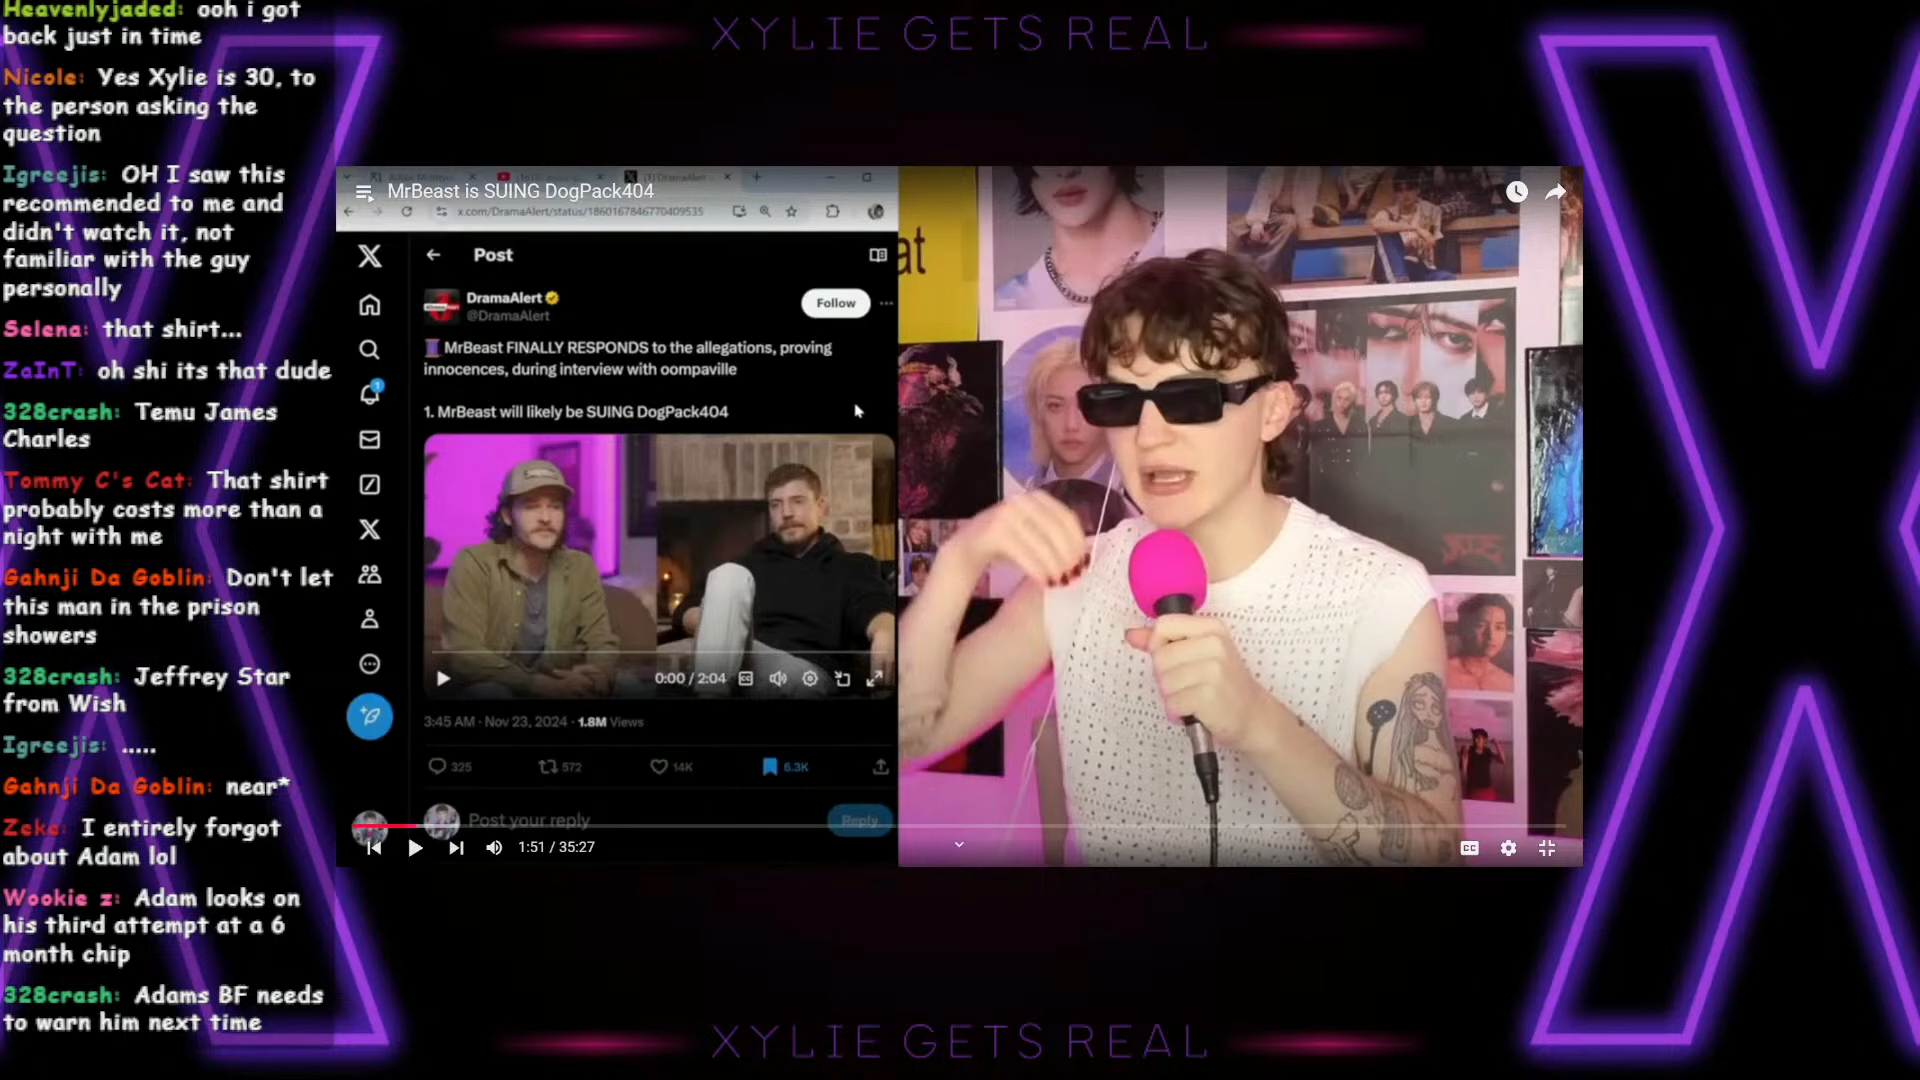 Heavenlyjaded: ooh i got
back just in time
Nicole: Yes Xylie is 30, to
the person asking the
question
Igreejis: OH I saw this
recommended to me and
didn't watch it, not
familiar with the guy
personally
Selena: that shirt...
ZaInT: oh shi its that dude
328crash: Temu James
Charles
Tommy C's Cat: That shirt
probably costs more than a
night with me
Gahnji Da Goblin: Don't let
this man in the prison
showers
328crash: Jeffrey Star
from Wish
Igreejis: .....
Gahnji Da Goblin: near*
Zeke: I entirely forgot
about Adam lol
Wookie z: Adam looks on
his third attempt at a 6
month chip
328crash: Adams BF needs
to warn him next time
XYLIE GETS REAL
MrBeast is SUING DogPack404
x.com/DramaAlert/status/1860167846770409535
Post
DramaAlert
@DramaAlert
Follow
MrBeast FINALLY RESPONDS to the allegations, proving
innocences, during interview with oompaville
1. MrBeast will likely be SUING DogPack404
0:00 / 2:04
3:45 AM · Nov 23, 2024 · 1.8M Views
325
572
14K
6.3K
Post your reply
Reply
1:51 / 35:27
CC
at
XYLIE GETS REAL